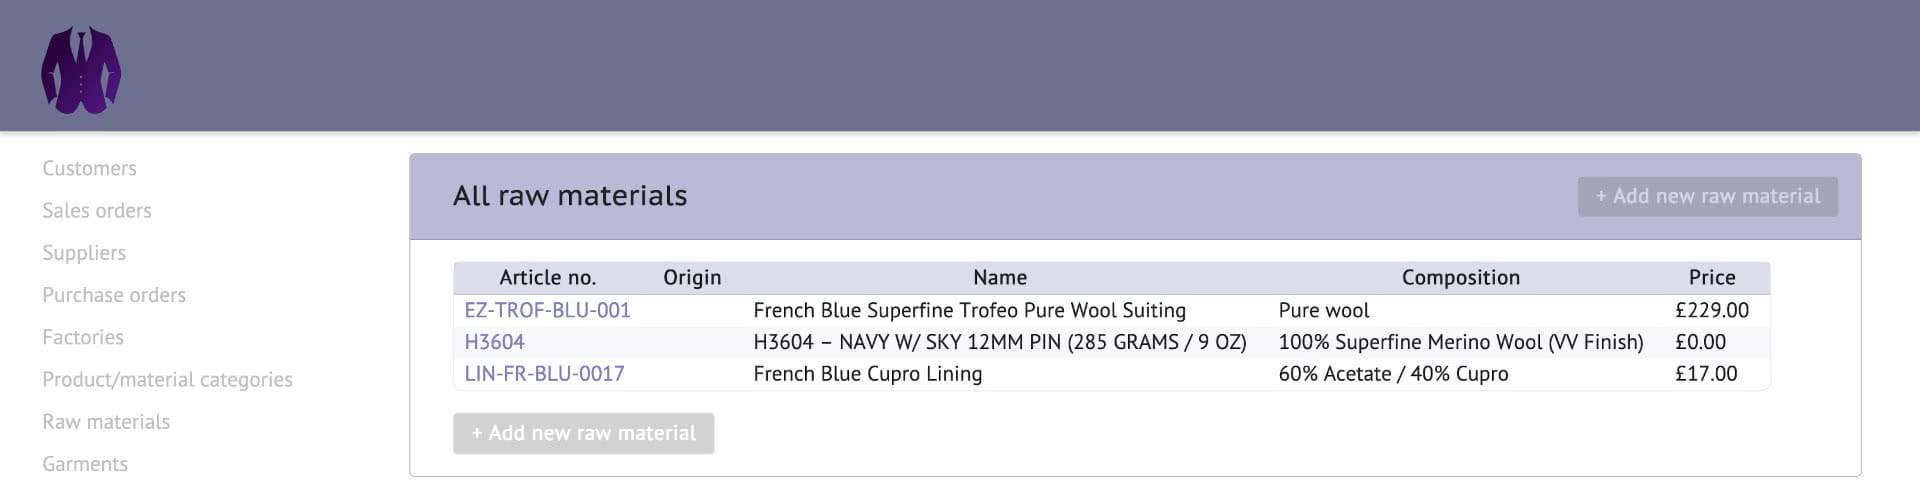 Customers
Sales orders
Suppliers
Purchase orders
Factories
Product/material categories
Raw materials
Garments
All raw materials
+ Add new raw material
Article no. Origin Name Composition Price
EZ-TROF-BLU-001 French Blue Superfine Trofeo Pure Wool Suiting Pure wool £229.00
H3604 H3604 – NAVY W/ SKY 12MM PIN (285 GRAMS / 9 OZ) 100% Superfine Merino Wool (VV Finish) £0.00
LIN-FR-BLU-0017 French Blue Cupro Lining 60% Acetate / 40% Cupro £17.00
+ Add new raw material